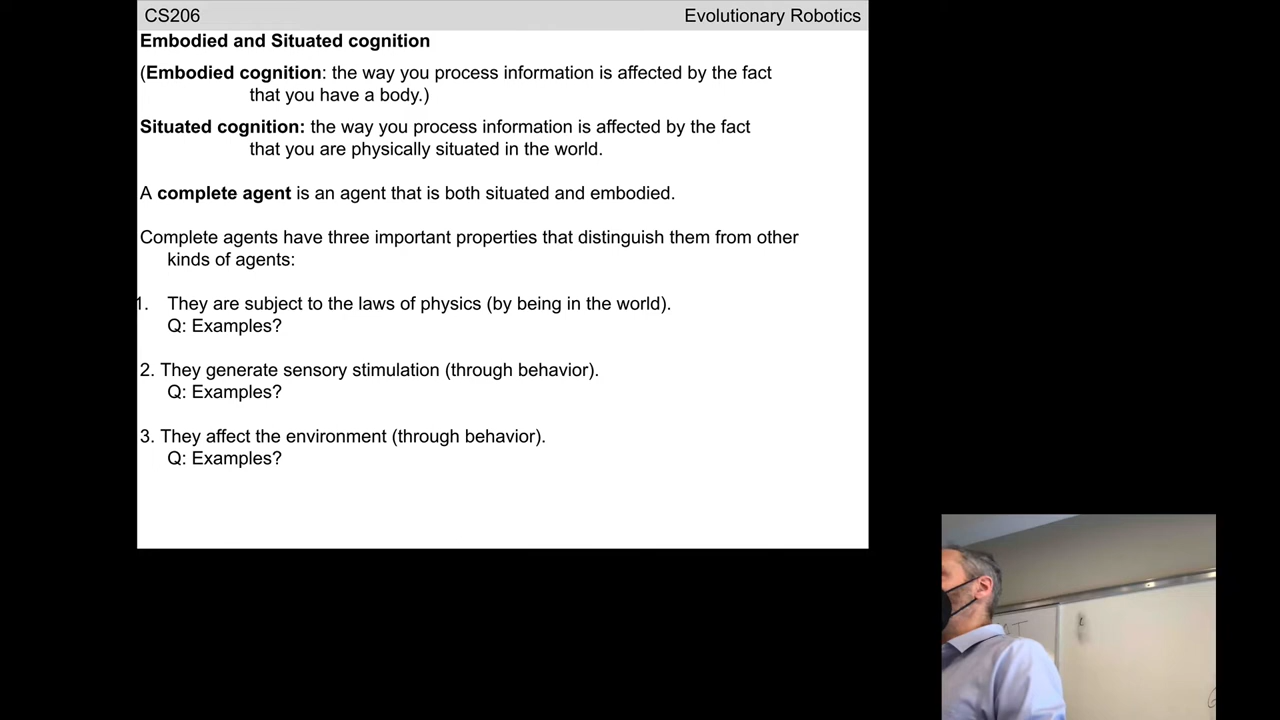 CS206 Evolutionary Robotics
Embodied and Situated cognition
(Embodied cognition: the way you process information is affected by the fact
that you have a body.)
Situated cognition: the way you process information is affected by the fact
that you are physically situated in the world.
A complete agent is an agent that is both situated and embodied.
Complete agents have three important properties that distinguish them from other
kinds of agents:
1. They are subject to the laws of physics (by being in the world).
Q: Examples?
2. They generate sensory stimulation (through behavior).
Q: Examples?
3. They affect the environment (through behavior).
Q: Examples?